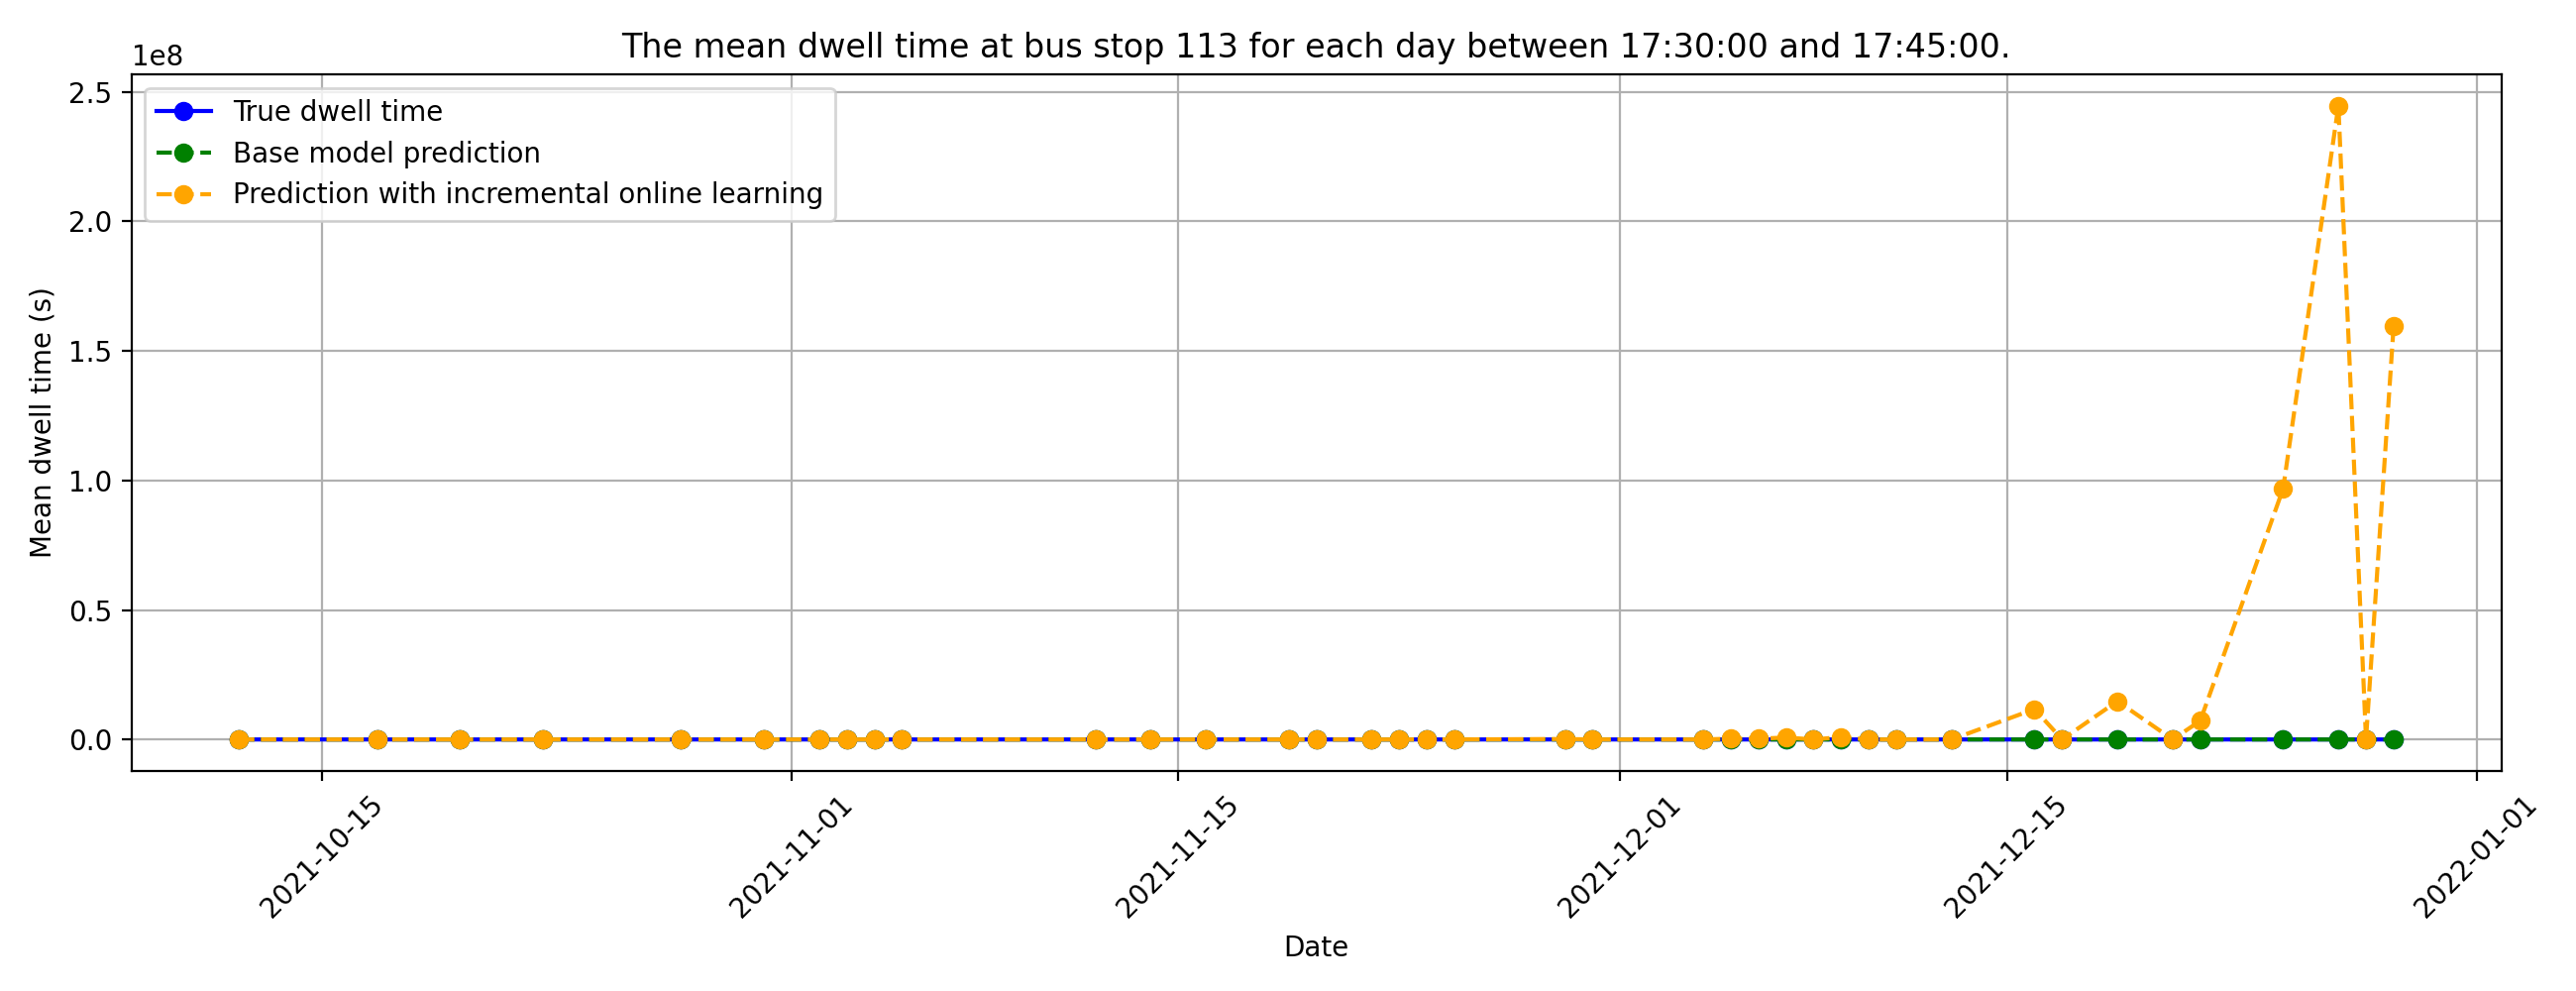 The mean dwell time at bus stop 113 for each day between 17:30:00 and 17:45:00.
1e8
2.5
2.0
1.5
1.0
0.5
0.0
Mean dwell time (s)
True dwell time
Base model prediction
Prediction with incremental online learning
2021-10-15
2021-11-01
2021-11-15
2021-12-01
2021-12-15
2022-01-01
Date